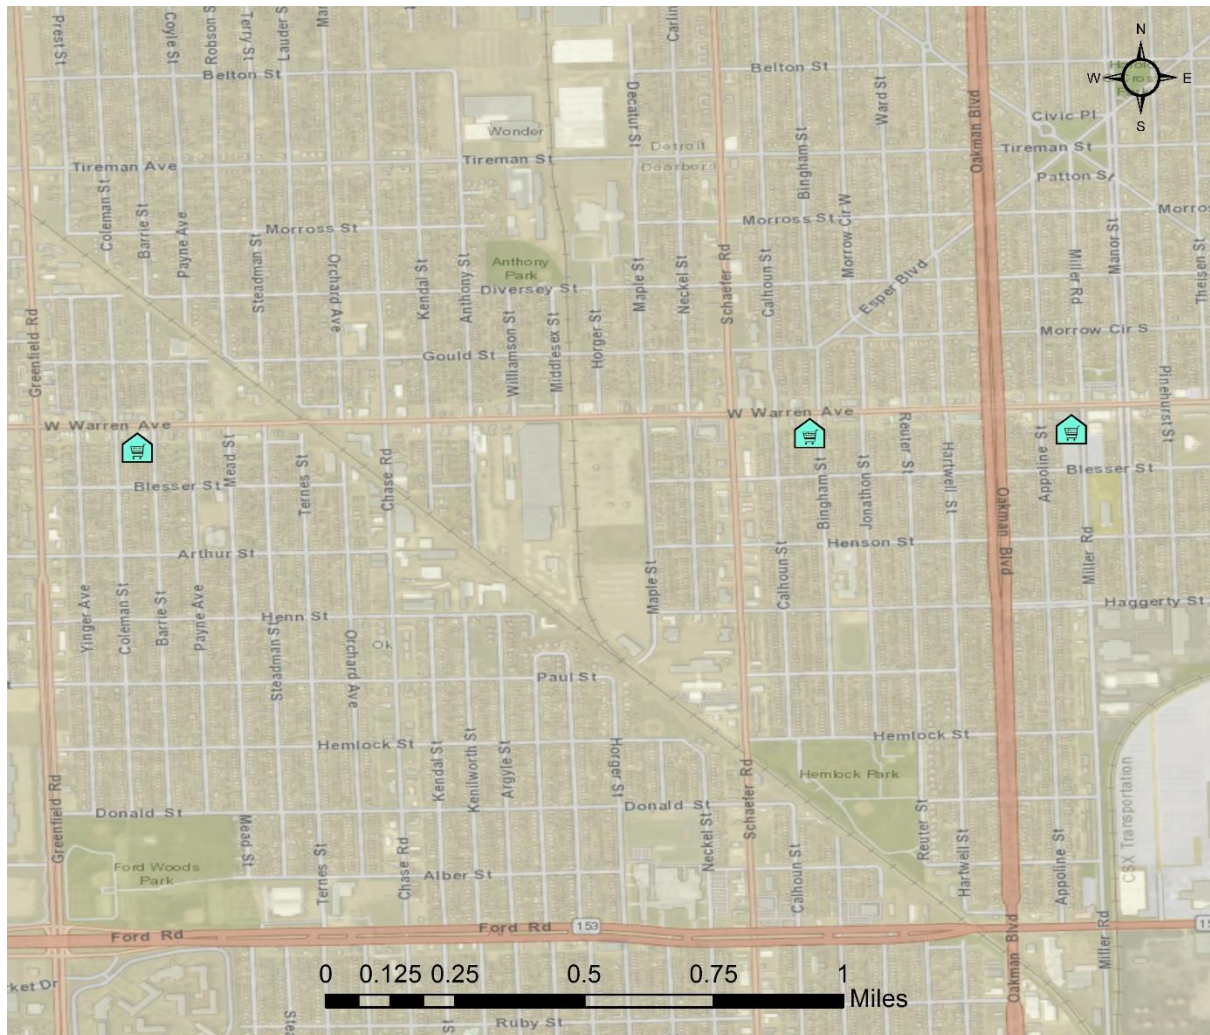 Prest St
Coyle St
Robson St
Terry St
Lauder St
Belton St
Wonder
Decatur St
Belton St
Ward St
Oakman Blvd
N
W
E
S
Civic Pl
Tireman Ave
Tireman St
Detroit
Dearborn
Bingham St
Tireman St
Patton S
Coleman St
Barrie St
Payne Ave
Steadman St
Morross St
Orchard Ave
Kendal St
Anthony St
Anthony Park
Diversey St
Maple St
Neckel St
Schaefer Rd
Calhoun St
Morross St
Morrow Cir W
Esper Blvd
Miller Rd
Manor St
Theisen St
Morrow Cir S
Greenfield Rd
Gould St
Williamson St
Middlesex St
Horger St
Pinehurst St
W Warren Ave
W Warren Ave
Mead St
Blesser St
Ternes St
Chase Rd
Bingham St
Jonathon St
Reuter St
Hartwell St
Oakman Blvd
Appoline St
Blesser St
Arthur St
Henson St
Miller Rd
Yinger Ave
Coleman St
Barrie St
Payne Ave
Henn St
Maple St
Calhoun St
Haggerty St
Steadman St
Orchard Ave
Ok
Paul St
Hemlock St
Kendal St
Kenilworth St
Argyle St
Horger St
Hemlock St
Hemlock Park
Schaefer Rd
Greenfield Rd
Donald St
Donald St
Mead St
Ford Woods Park
Ternes St
Chase Rd
Alber St
Neckel St
Calhoun St
Reuter St
Hartwell St
Appoline St
CSX Transportation
Ford Rd
Ford Rd
153
Oakman Blvd
Miller Rd
ket Dr
0 0.125 0.25 0.5 0.75 1
Miles
Ruby St